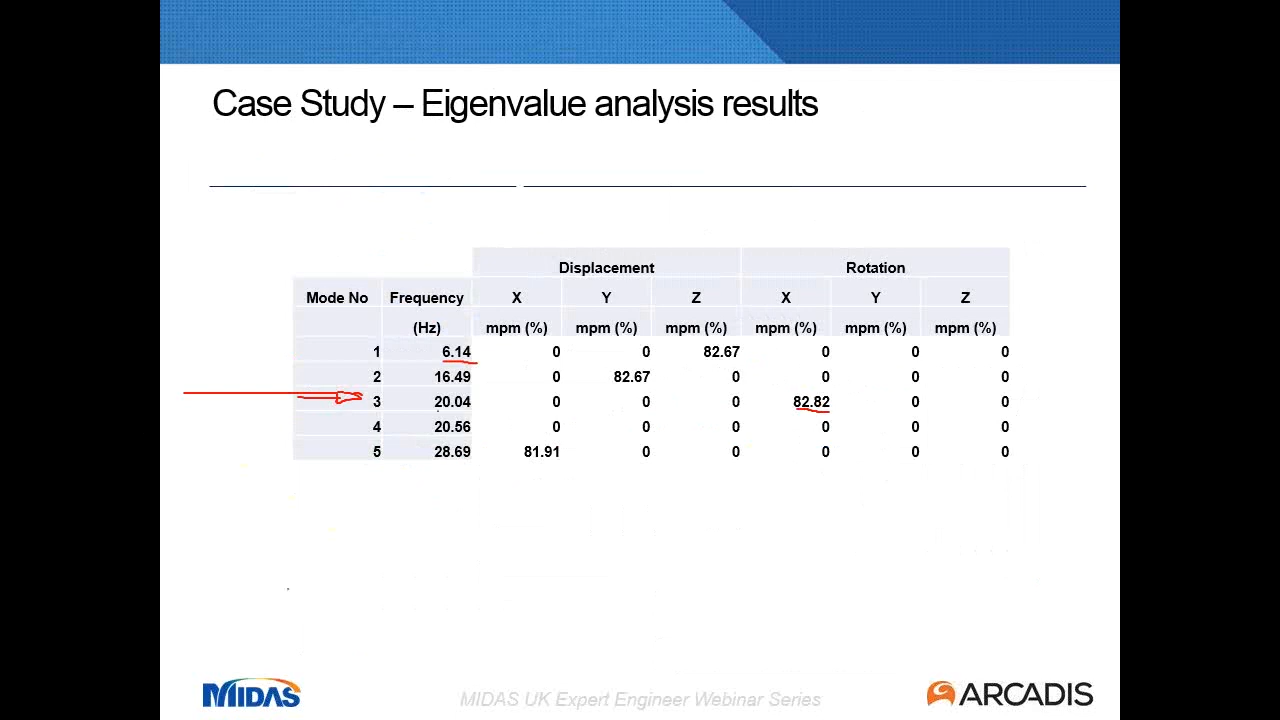 Case Study – Eigenvalue analysis results
Displacement Rotation
Mode No Frequency X Y Z X Y Z
(Hz) mpm (%) mpm (%) mpm (%) mpm (%) mpm (%) mpm (%)
1 6.14 0 0 82.67 0 0 0
2 16.49 0 82.67 0 0 0 0
3 20.04 0 0 0 82.82 0 0
4 20.56 0 0 0 0 0 0
5 28.69 81.91 0 0 0 0 0
MIDAS MIDAS UK Expert Engineer Webinar Series ARCADIS